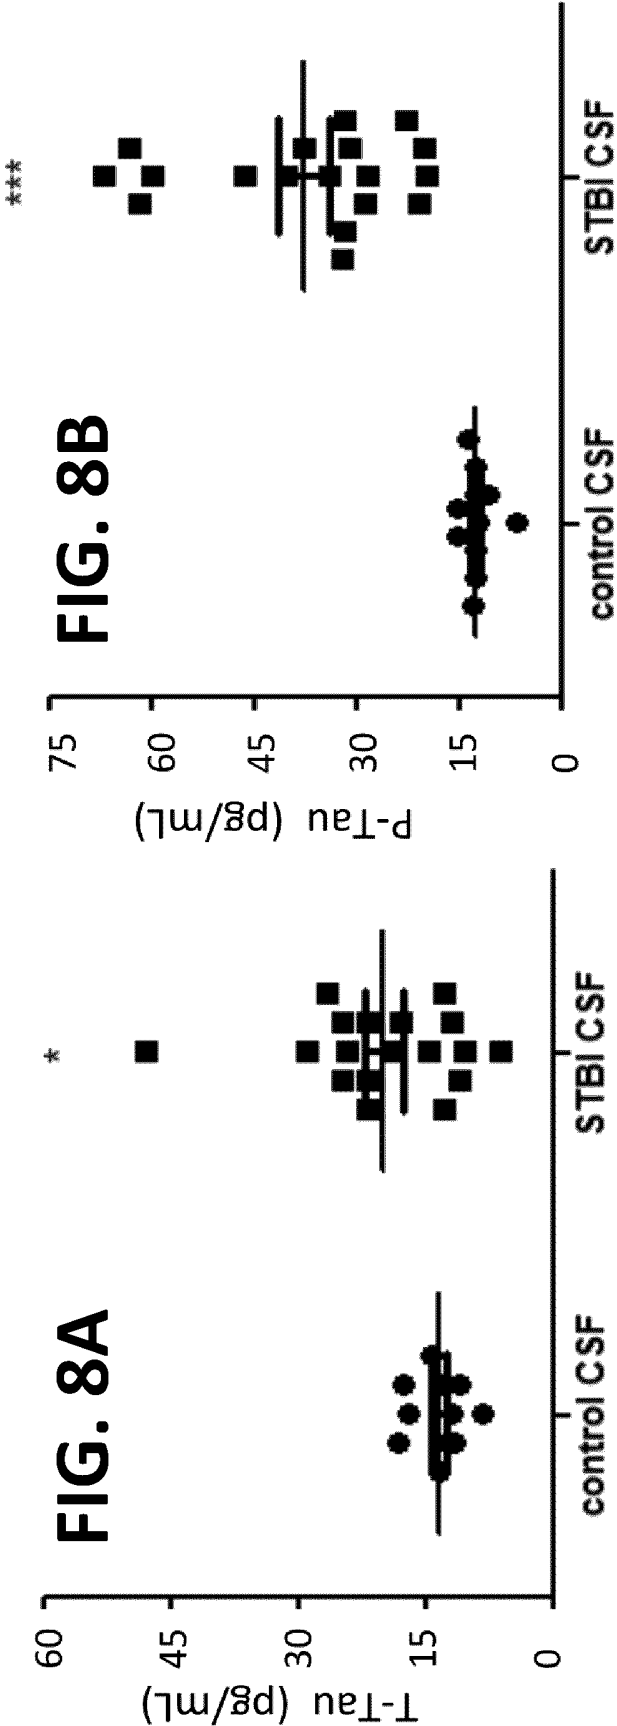 FIG. 8A
*
T-Tau (pg/mL)
60
45
30
15
0
control CSF
STBI CSF
FIG. 8B
***
P-Tau (pg/mL)
75
60
45
30
15
0
control CSF
STBI CSF